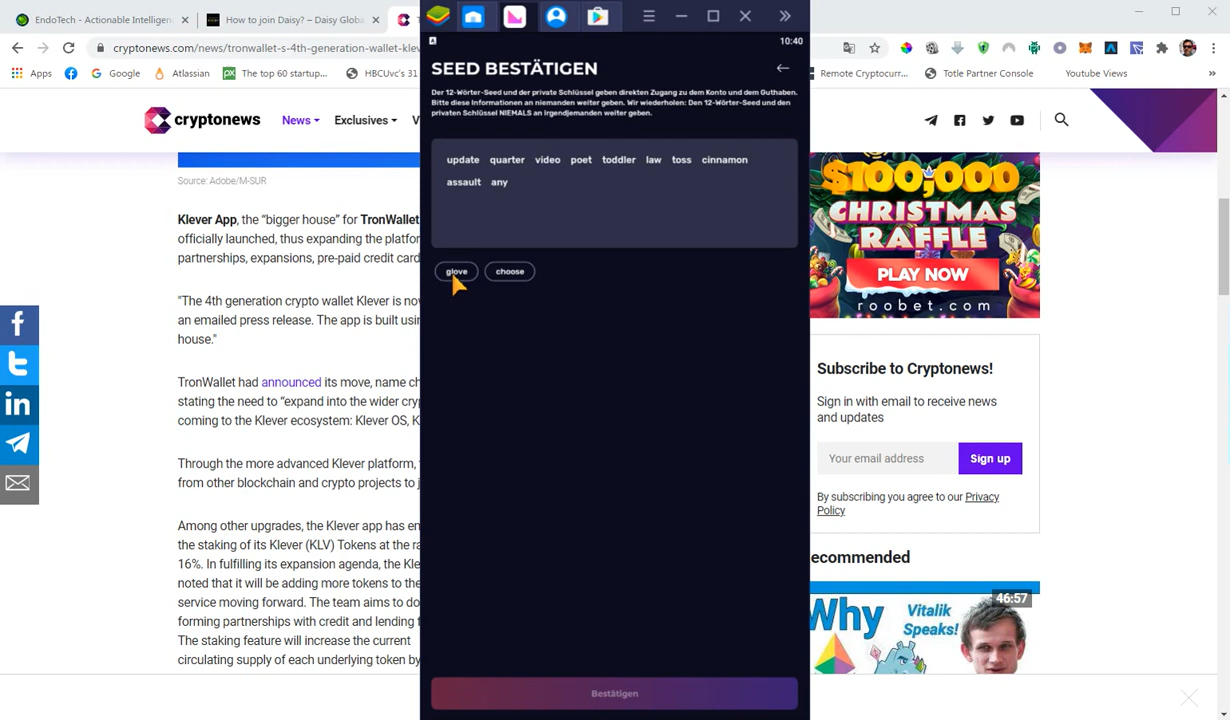 EndoTech - Actionable Intelligen
How to join Daisy? – Daisy Globa
cryptonews.com/news/tronwallet-s-4th-generation-wallet-klev
Apps
Google
Atlassian
The top 60 startup...
HBCUvc's 31
Remote Cryptocurr...
Totle Partner Console
Youtube Views
cryptonews
News
Exclusives
Source: Adobe/M-SUR
Klever App, the “bigger house” for TronWallet
officially launched, thus expanding the platfor
partnerships, expansions, pre-paid credit card
"The 4th generation crypto wallet Klever is nov
an emailed press release. The app is built usin
house."
TronWallet had announced its move, name ch
stating the need to “expand into the wider cryp
coming to the Klever ecosystem: Klever OS, K
Through the more advanced Klever platform,
from other blockchain and crypto projects to j
Among other upgrades, the Klever app has en
the staking of its Klever (KLV) Tokens at the ra
16%. In fulfilling its expansion agenda, the Kle
noted that it will be adding more tokens to the
service moving forward. The team aims to do
forming partnerships with credit and lending f
The staking feature will increase the current
circulating supply of each underlying token by
10:40
SEED BESTÄTIGEN
Der 12-Wörter-Seed und der private Schlüssel geben direkten Zugang zu dem Konto und dem Guthaben.
Bitte diese Informationen an niemanden weiter geben. Wir wiederholen: Den 12-Wörter-Seed und den
privaten Schlüssel NIEMALS an irgendjemanden weiter geben.
update quarter video poet toddler law toss cinnamon
assault any
glove choose
Bestätigen
$100,000
CHRISTMAS
RAFFLE
PLAY NOW
roobet.com
Subscribe to Cryptonews!
Sign in with email to receive news
and updates
Your email address
Sign up
By subscribing you agree to our Privacy
Policy
ecommended
46:57
Why
Vitalik
Speaks!